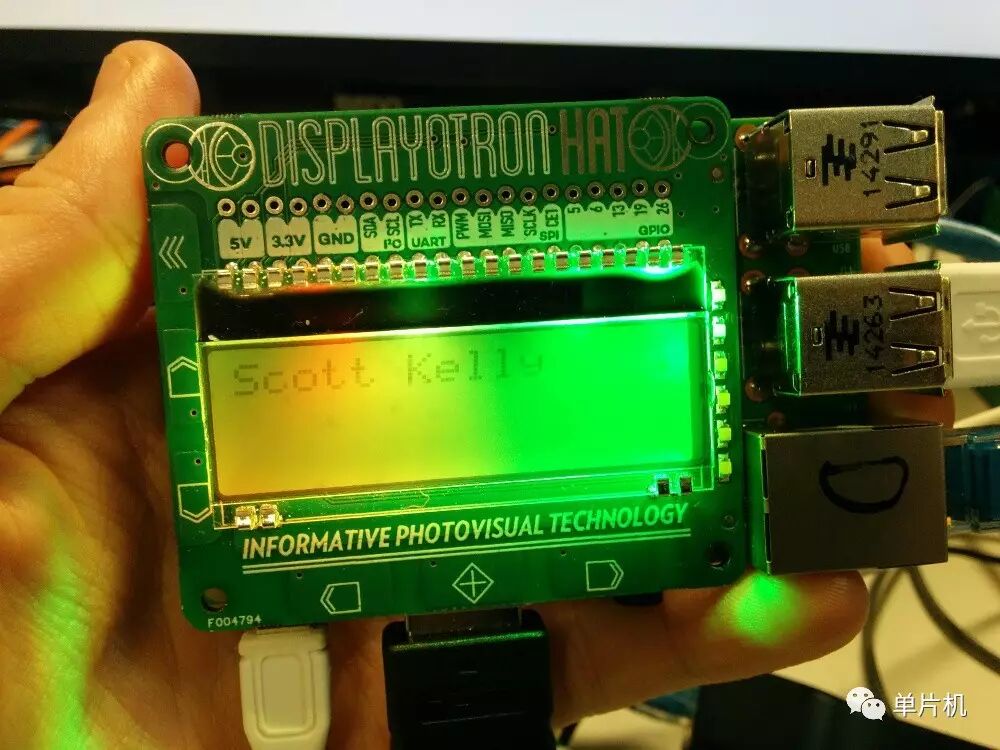 DISPLAYOTRON HAT
5V 3.3V GND SDA SCL I²C TX RX UART PWM MOSI MISO SCLK CE1 SPI 5 6 13 19 26 GPIO
Scott Kelly
INFORMATIVE PHOTOVISUAL TECHNOLOGY
F004794
14291
USB
14263
D
单片机